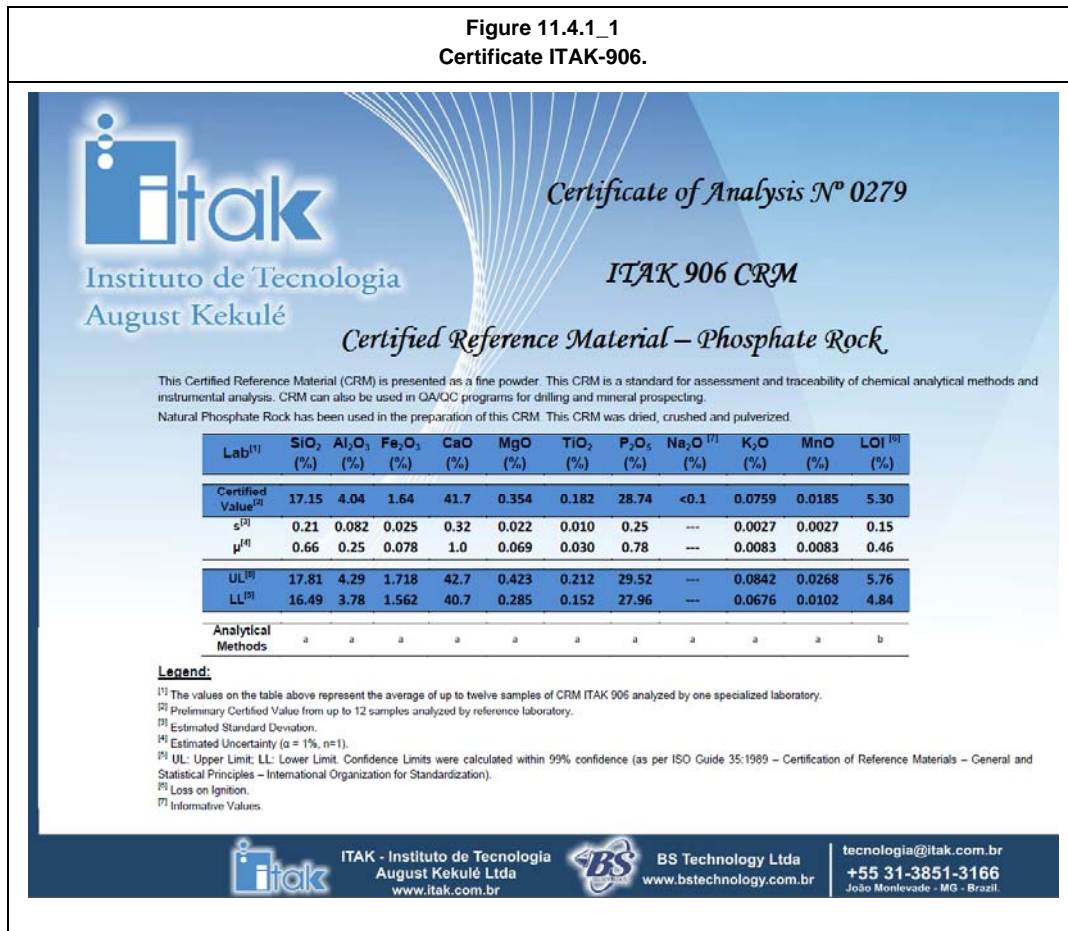 Figure 11.4.1_1
Certificate ITAK-906.
itak
Instituto de Tecnologia
August Kekulé
Certificate of Analysis Nº 0279
ITAK 906 CRM
Certified Reference Material – Phosphate Rock
This Certified Reference Material (CRM) is presented as a fine powder. This CRM is a standard for assessment and traceability of chemical analytical methods and
instrumental analysis. CRM can also be used in QA/QC programs for drilling and mineral prospecting.
Natural Phosphate Rock has been used in the preparation of this CRM. This CRM was dried, crushed and pulverized.
Lab[1] SiO₂ Al₂O₃ Fe₂O₃ CaO MgO TiO₂ P₂O₅ Na₂O [7] K₂O MnO LOI [6]
(%) (%) (%) (%) (%) (%) (%) (%) (%) (%) (%)
Certified Value[2] 17.15 4.04 1.64 41.7 0.354 0.182 28.74 <0.1 0.0759 0.0185 5.30
s[3] 0.21 0.082 0.025 0.32 0.022 0.010 0.25 --- 0.0027 0.0027 0.15
µ[4] 0.66 0.25 0.078 1.0 0.069 0.030 0.78 --- 0.0083 0.0083 0.46
UL[5] 17.81 4.29 1.718 42.7 0.423 0.212 29.52 --- 0.0842 0.0268 5.76
LL[5] 16.49 3.78 1.562 40.7 0.285 0.152 27.96 --- 0.0676 0.0102 4.84
Analytical Methods a a a a a a a a a a b
Legend:
[1] The values on the table above represent the average of up to twelve samples of CRM ITAK 906 analyzed by one specialized laboratory.
[2] Preliminary Certified Value from up to 12 samples analyzed by reference laboratory.
[3] Estimated Standard Deviation.
[4] Estimated Uncertainty (α = 1%, n=1).
[5] UL: Upper Limit; LL: Lower Limit. Confidence Limits were calculated within 99% confidence (as per ISO Guide 35:1989 – Certification of Reference Materials – General and
Statistical Principles – International Organization for Standardization).
[6] Loss on Ignition.
[7] Informative Values.
itak
ITAK - Instituto de Tecnologia
August Kekulé Ltda
www.itak.com.br
BS
BS Technology Ltda
www.bstechnology.com.br
tecnologia@itak.com.br
+55 31-3851-3166
João Monlevade - MG - Brazil.